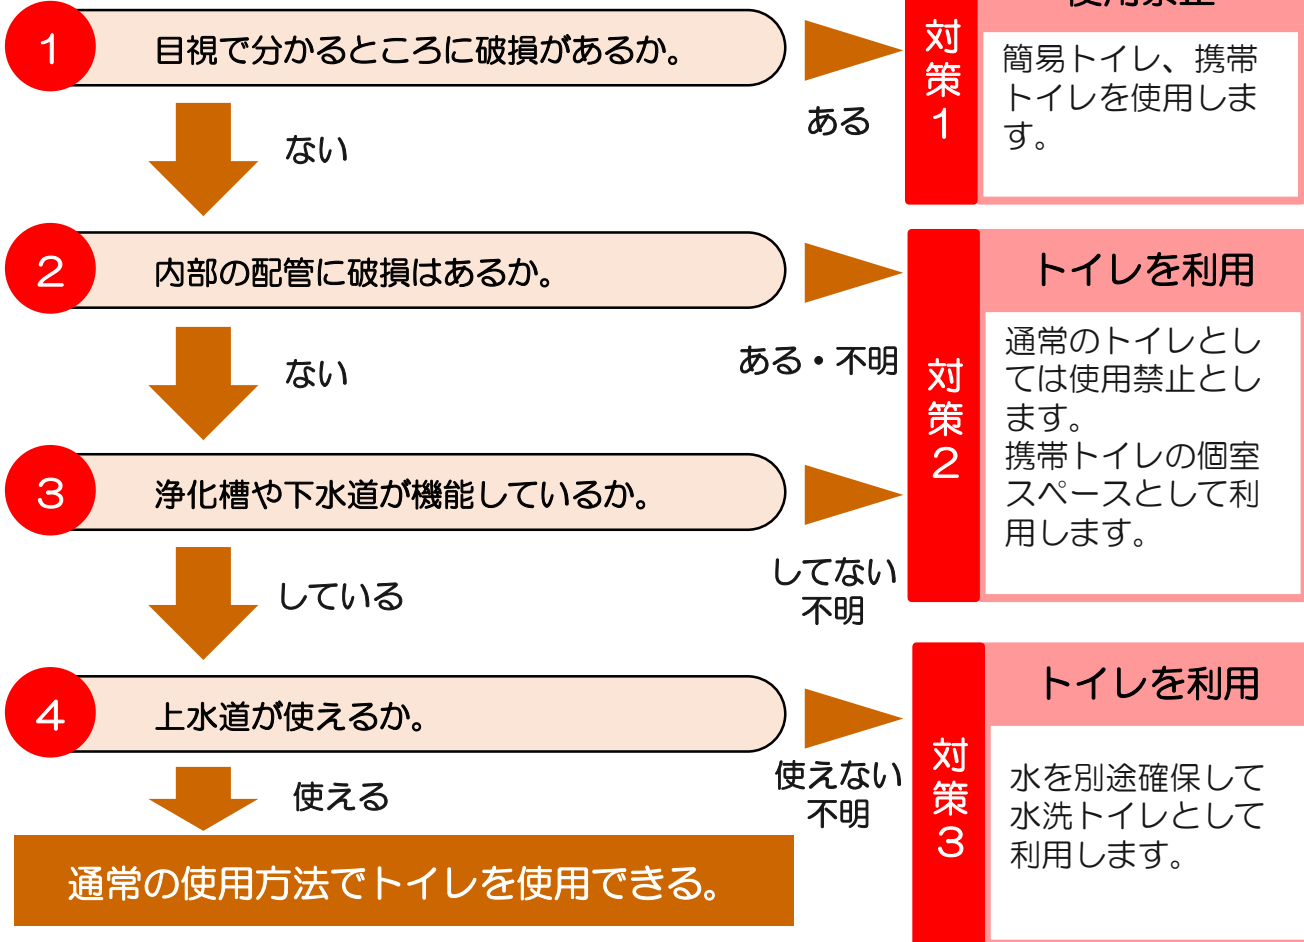 1
目視で分かるところに破損があるか。
ある
ない
対策1
簡易トイレ、携帯
トイレを使用しま
す。
2
内部の配管に破損はあるか。
ある・不明
ない
対策2
トイレを利用
通常のトイレとし
ては使用禁止とし
ます。
携帯トイレの個室
スペースとして利
用します。
3
浄化槽や下水道が機能しているか。
してない
不明
している
4
上水道が使えるか。
使えない
不明
使える
対策3
トイレを利用
水を別途確保して
水洗トイレとして
利用します。
通常の使用方法でトイレを使用できる。